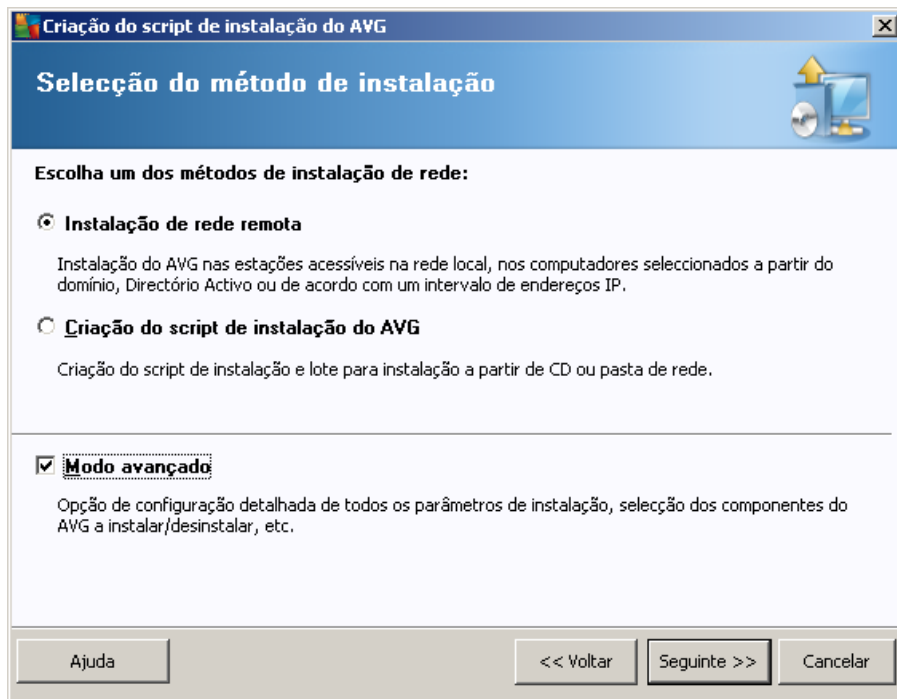 Criação do script de instalação do AVG
Selecção do método de instalação
Escolha um dos métodos de instalação de rede:
Instalação de rede remota
Instalação do AVG nas estações acessíveis na rede local, nos computadores seleccionados a partir do
domínio, Directório Activo ou de acordo com um intervalo de endereços IP.
Criação do script de instalação do AVG
Criação do script de instalação e lote para instalação a partir de CD ou pasta de rede.
Modo avançado
Opção de configuração detalhada de todos os parâmetros de instalação, selecção dos componentes do
AVG a instalar/desinstalar, etc.
Ajuda
<< Voltar
Seguinte >>
Cancelar